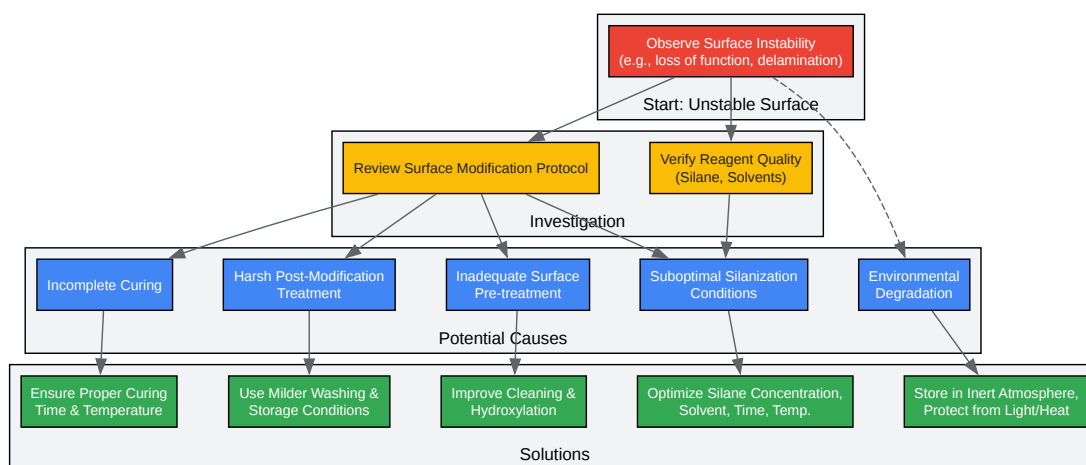 Observe Surface Instability
(e.g., loss of function, delamination)
Start: Unstable Surface
Review Surface Modification Protocol
Verify Reagent Quality
(Silane, Solvents)
Investigation
Incomplete Curing
Harsh Post-Modification
Treatment
Inadequate Surface
Pre-treatment
Suboptimal Silanization
Conditions
Environmental
Degradation
Potential Causes
Ensure Proper Curing
Time & Temperature
Use Milder Washing &
Storage Conditions
Improve Cleaning &
Hydroxylation
Optimize Silane Concentration,
Solvent, Time, Temp.
Store in Inert Atmosphere,
Protect from Light/Heat
Solutions